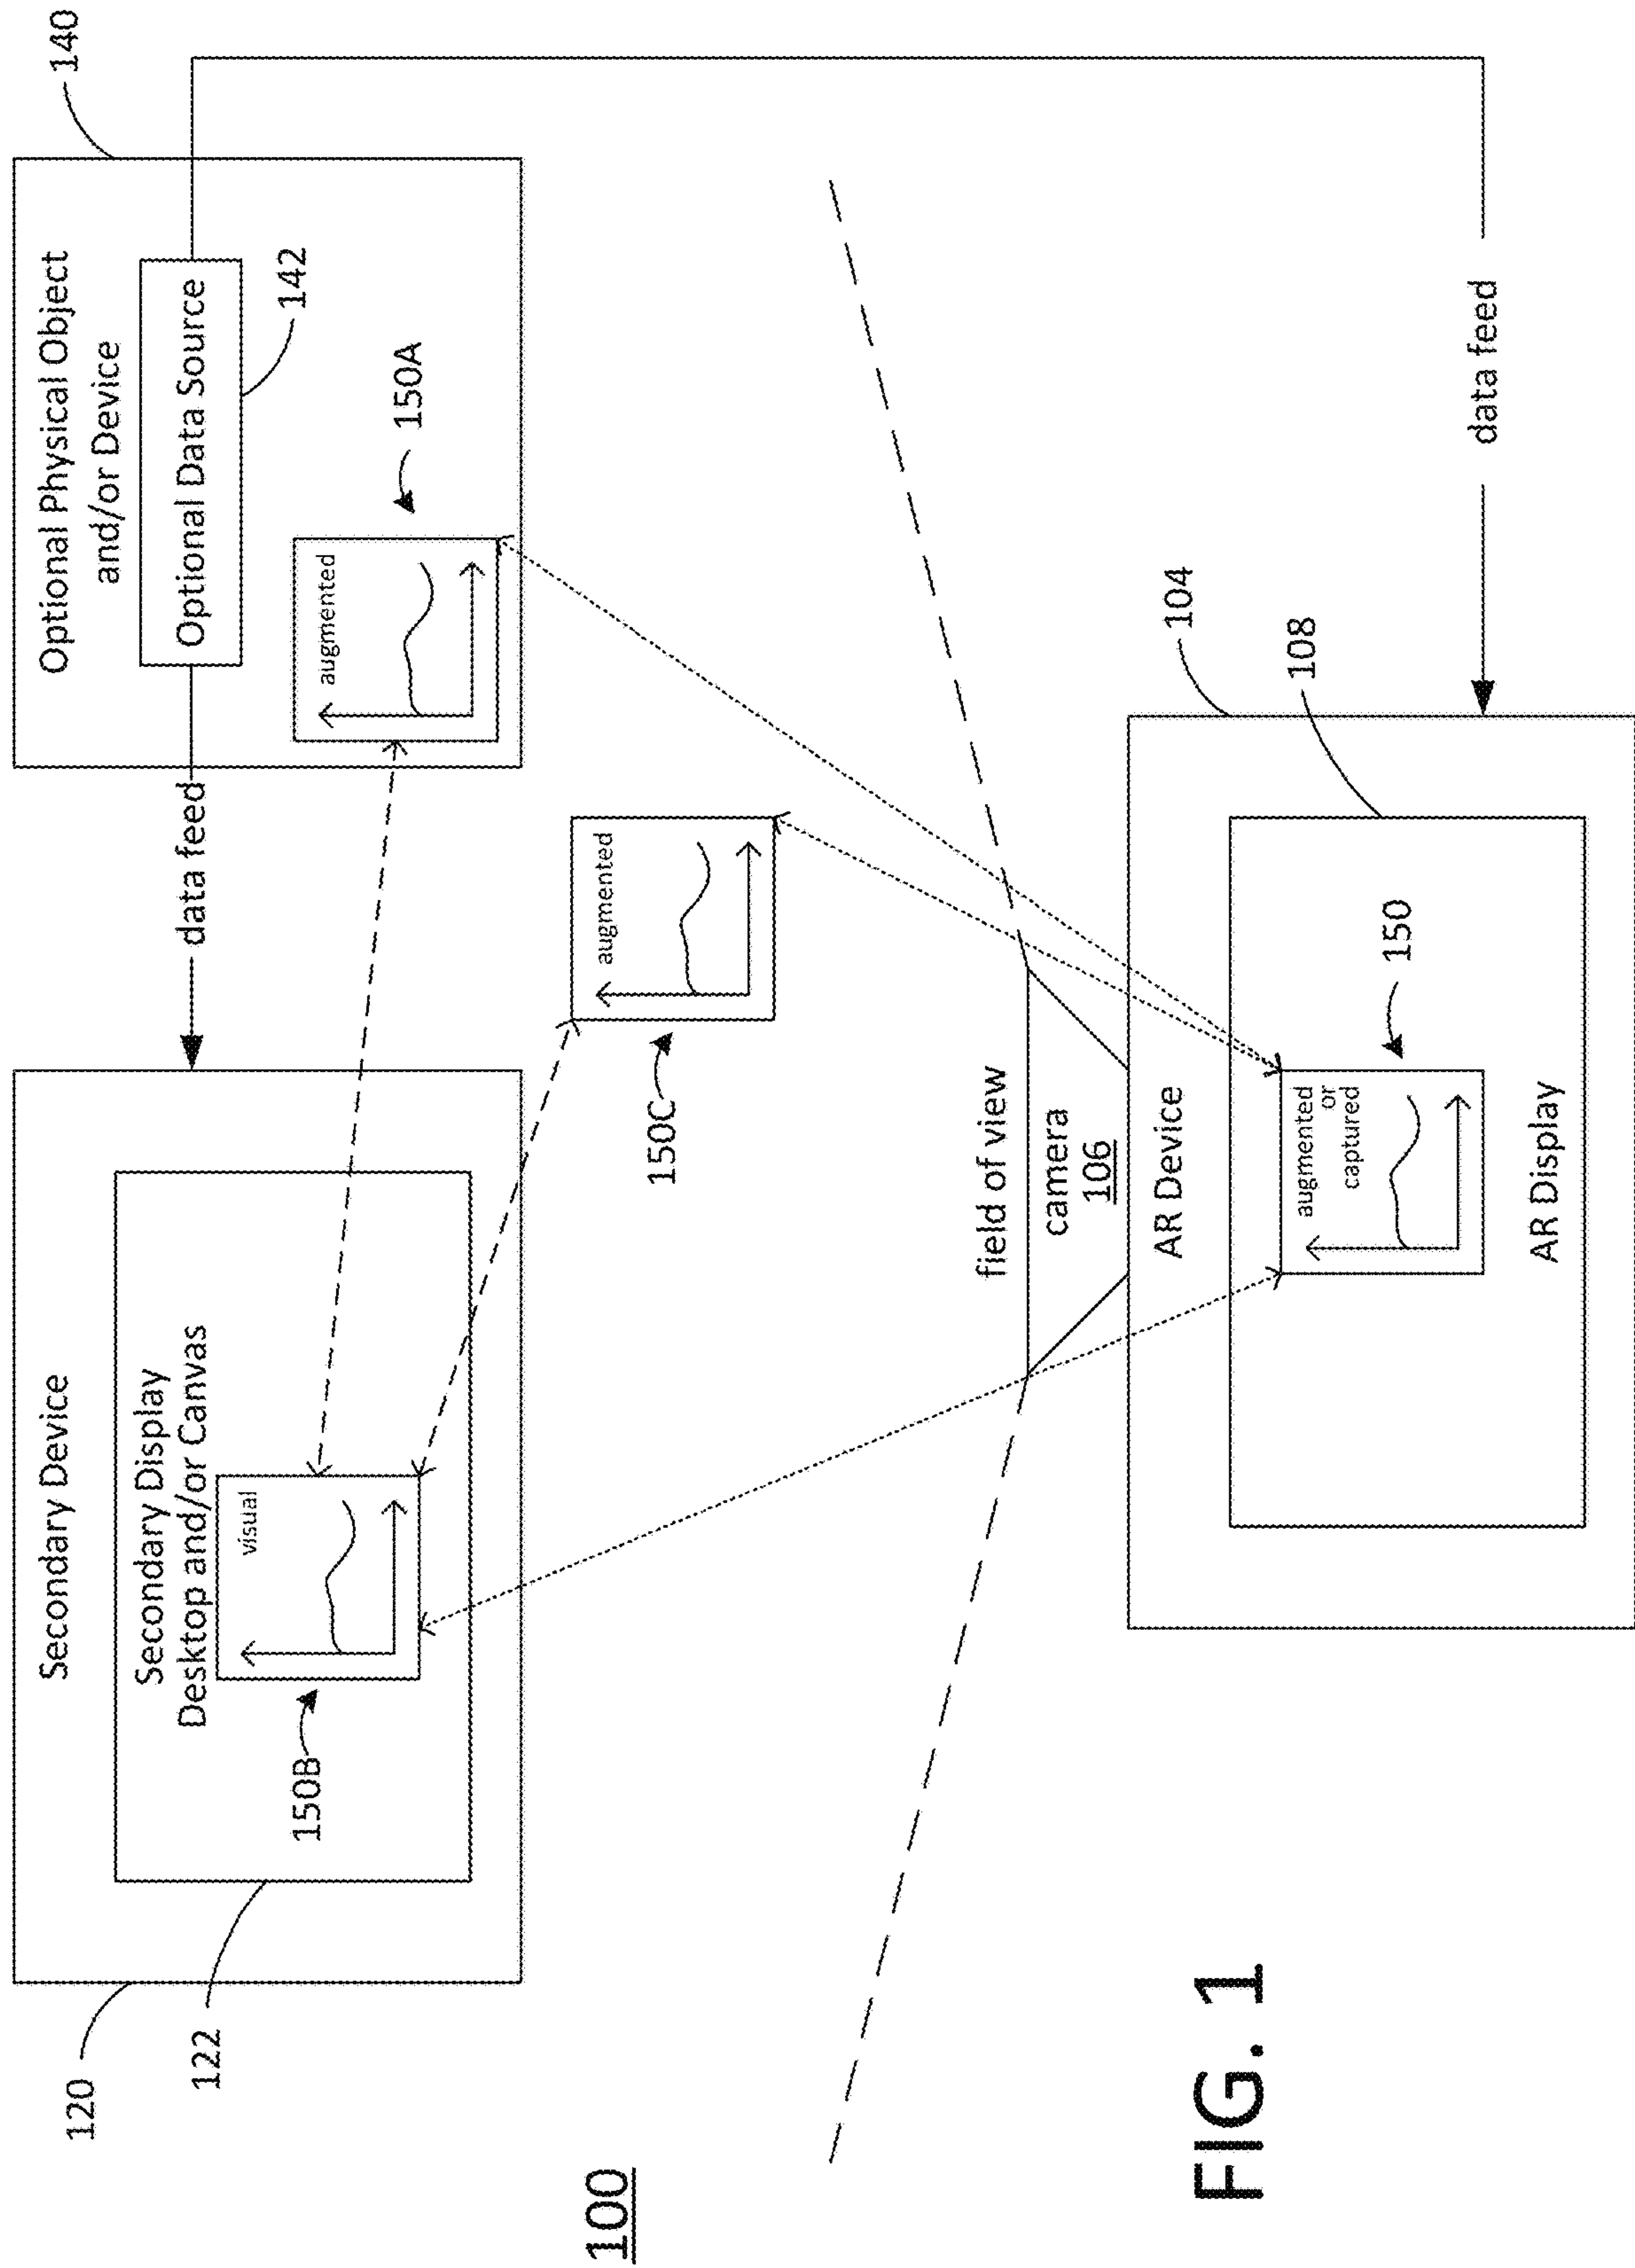 100
120
122
Secondary Device
Secondary Display
Desktop and/or Canvas
visual
150B
data feed
140
Optional Physical Object
and/or Device
Optional Data Source
142
augmented
150A
augmented
150C
field of view
camera
106
AR Device
104
108
augmented
or
captured
150
AR Display
data feed
FIG. 1